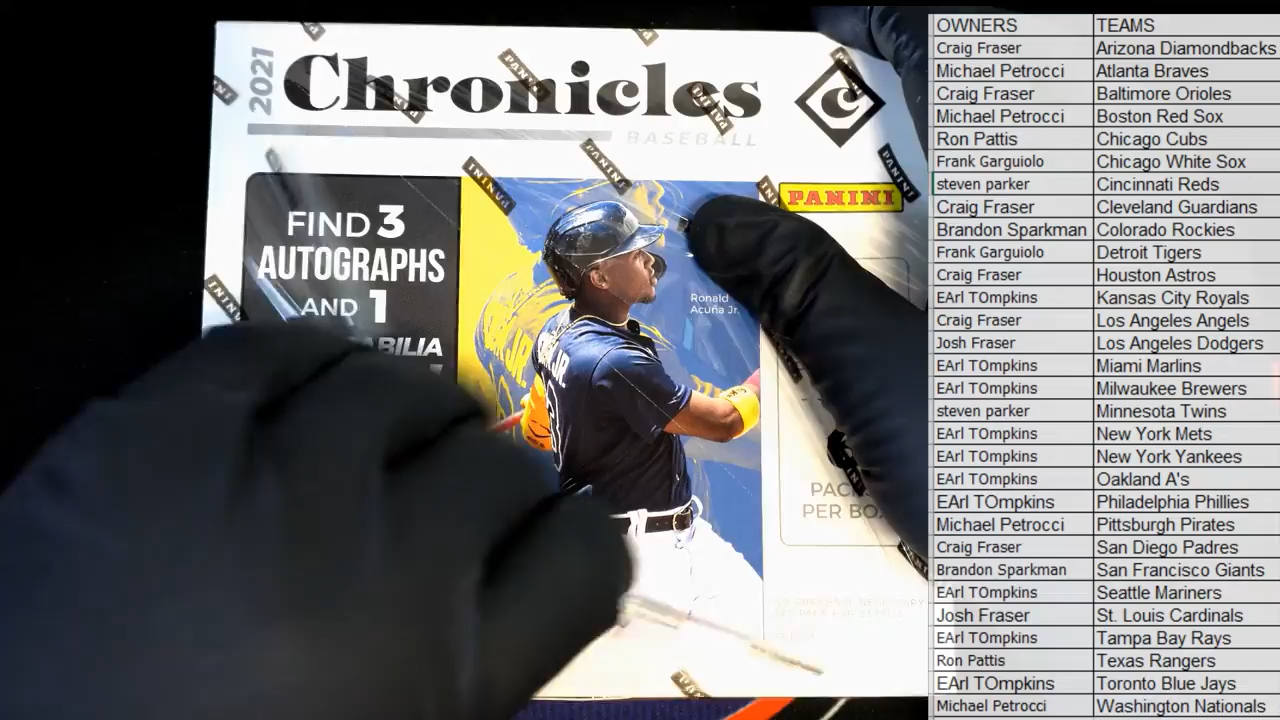 2021
Chronicles
BASEBALL
C
PANINI
FIND 3
AUTOGRAPHS
AND 1
Ronald
Acuña Jr.
PER
OWNERS TEAMS
Craig Fraser Arizona Diamondbacks
Michael Petrocci Atlanta Braves
Craig Fraser Baltimore Orioles
Michael Petrocci Boston Red Sox
Ron Pattis Chicago Cubs
Frank Garguiolo Chicago White Sox
steven parker Cincinnati Reds
Craig Fraser Cleveland Guardians
Brandon Sparkman Colorado Rockies
Frank Garguiolo Detroit Tigers
Craig Fraser Houston Astros
EArl TOmpkins Kansas City Royals
Craig Fraser Los Angeles Angels
Josh Fraser Los Angeles Dodgers
EArl TOmpkins Miami Marlins
EArl TOmpkins Milwaukee Brewers
steven parker Minnesota Twins
EArl TOmpkins New York Mets
EArl TOmpkins New York Yankees
EArl TOmpkins Oakland A's
EArl TOmpkins Philadelphia Phillies
Michael Petrocci Pittsburgh Pirates
Craig Fraser San Diego Padres
Brandon Sparkman San Francisco Giants
EArl TOmpkins Seattle Mariners
Josh Fraser St. Louis Cardinals
EArl TOmpkins Tampa Bay Rays
Ron Pattis Texas Rangers
EArl TOmpkins Toronto Blue Jays
Michael Petrocci Washington Nationals